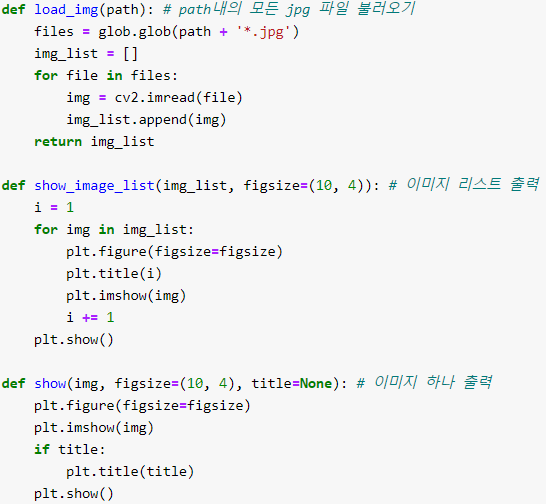 def load_img(path): # path내의 모든 jpg 파일 불러오기
    files = glob.glob(path + '*.jpg')
    img_list = []
    for file in files:
        img = cv2.imread(file)
        img_list.append(img)
    return img_list

def show_image_list(img_list, figsize=(10, 4)): # 이미지 리스트 출력
    i = 1
    for img in img_list:
        plt.figure(figsize=figsize)
        plt.title(i)
        plt.imshow(img)
        i += 1
    plt.show()

def show(img, figsize=(10, 4), title=None): # 이미지 하나 출력
    plt.figure(figsize=figsize)
    plt.imshow(img)
    if title:
        plt.title(title)
    plt.show()